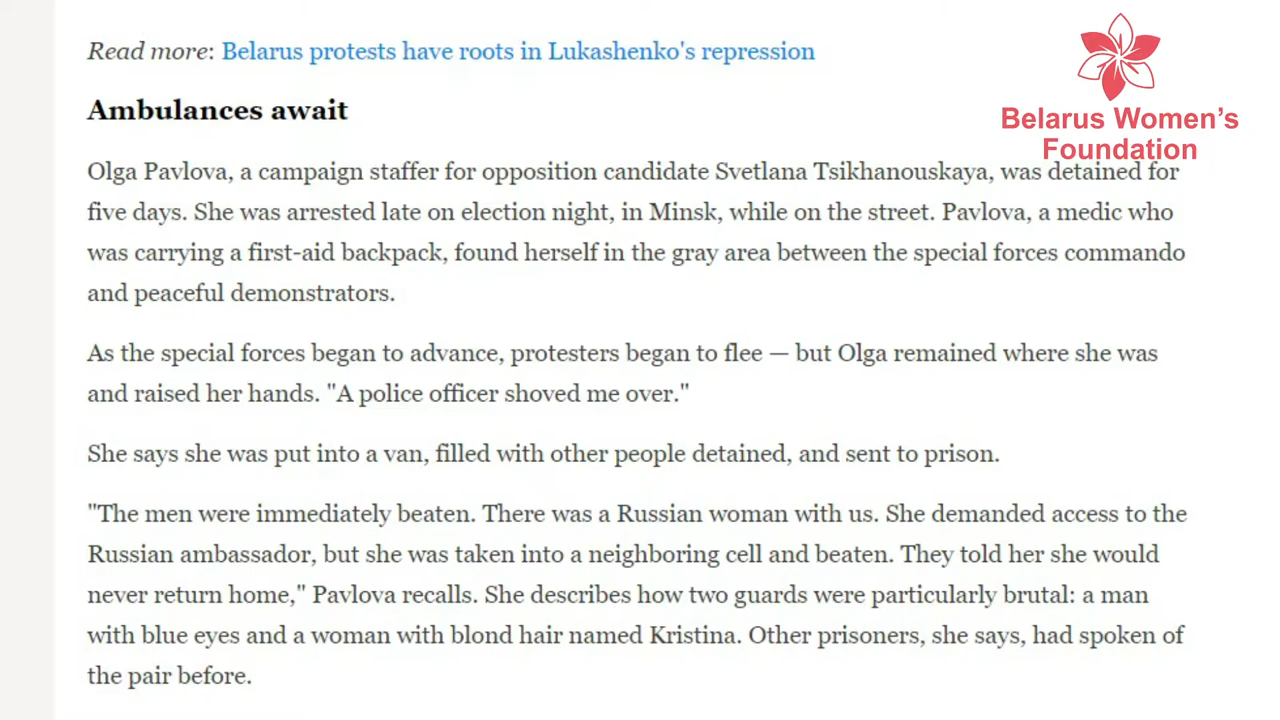 Read more: Belarus protests have roots in Lukashenko's repression
Belarus Women's
Foundation
Ambulances await
Olga Pavlova, a campaign staffer for opposition candidate Svetlana Tsikhanouskaya, was detained for
five days. She was arrested late on election night, in Minsk, while on the street. Pavlova, a medic who
was carrying a first-aid backpack, found herself in the gray area between the special forces commando
and peaceful demonstrators.
As the special forces began to advance, protesters began to flee — but Olga remained where she was
and raised her hands. "A police officer shoved me over."
She says she was put into a van, filled with other people detained, and sent to prison.
"The men were immediately beaten. There was a Russian woman with us. She demanded access to the
Russian ambassador, but she was taken into a neighboring cell and beaten. They told her she would
never return home," Pavlova recalls. She describes how two guards were particularly brutal: a man
with blue eyes and a woman with blond hair named Kristina. Other prisoners, she says, had spoken of
the pair before.